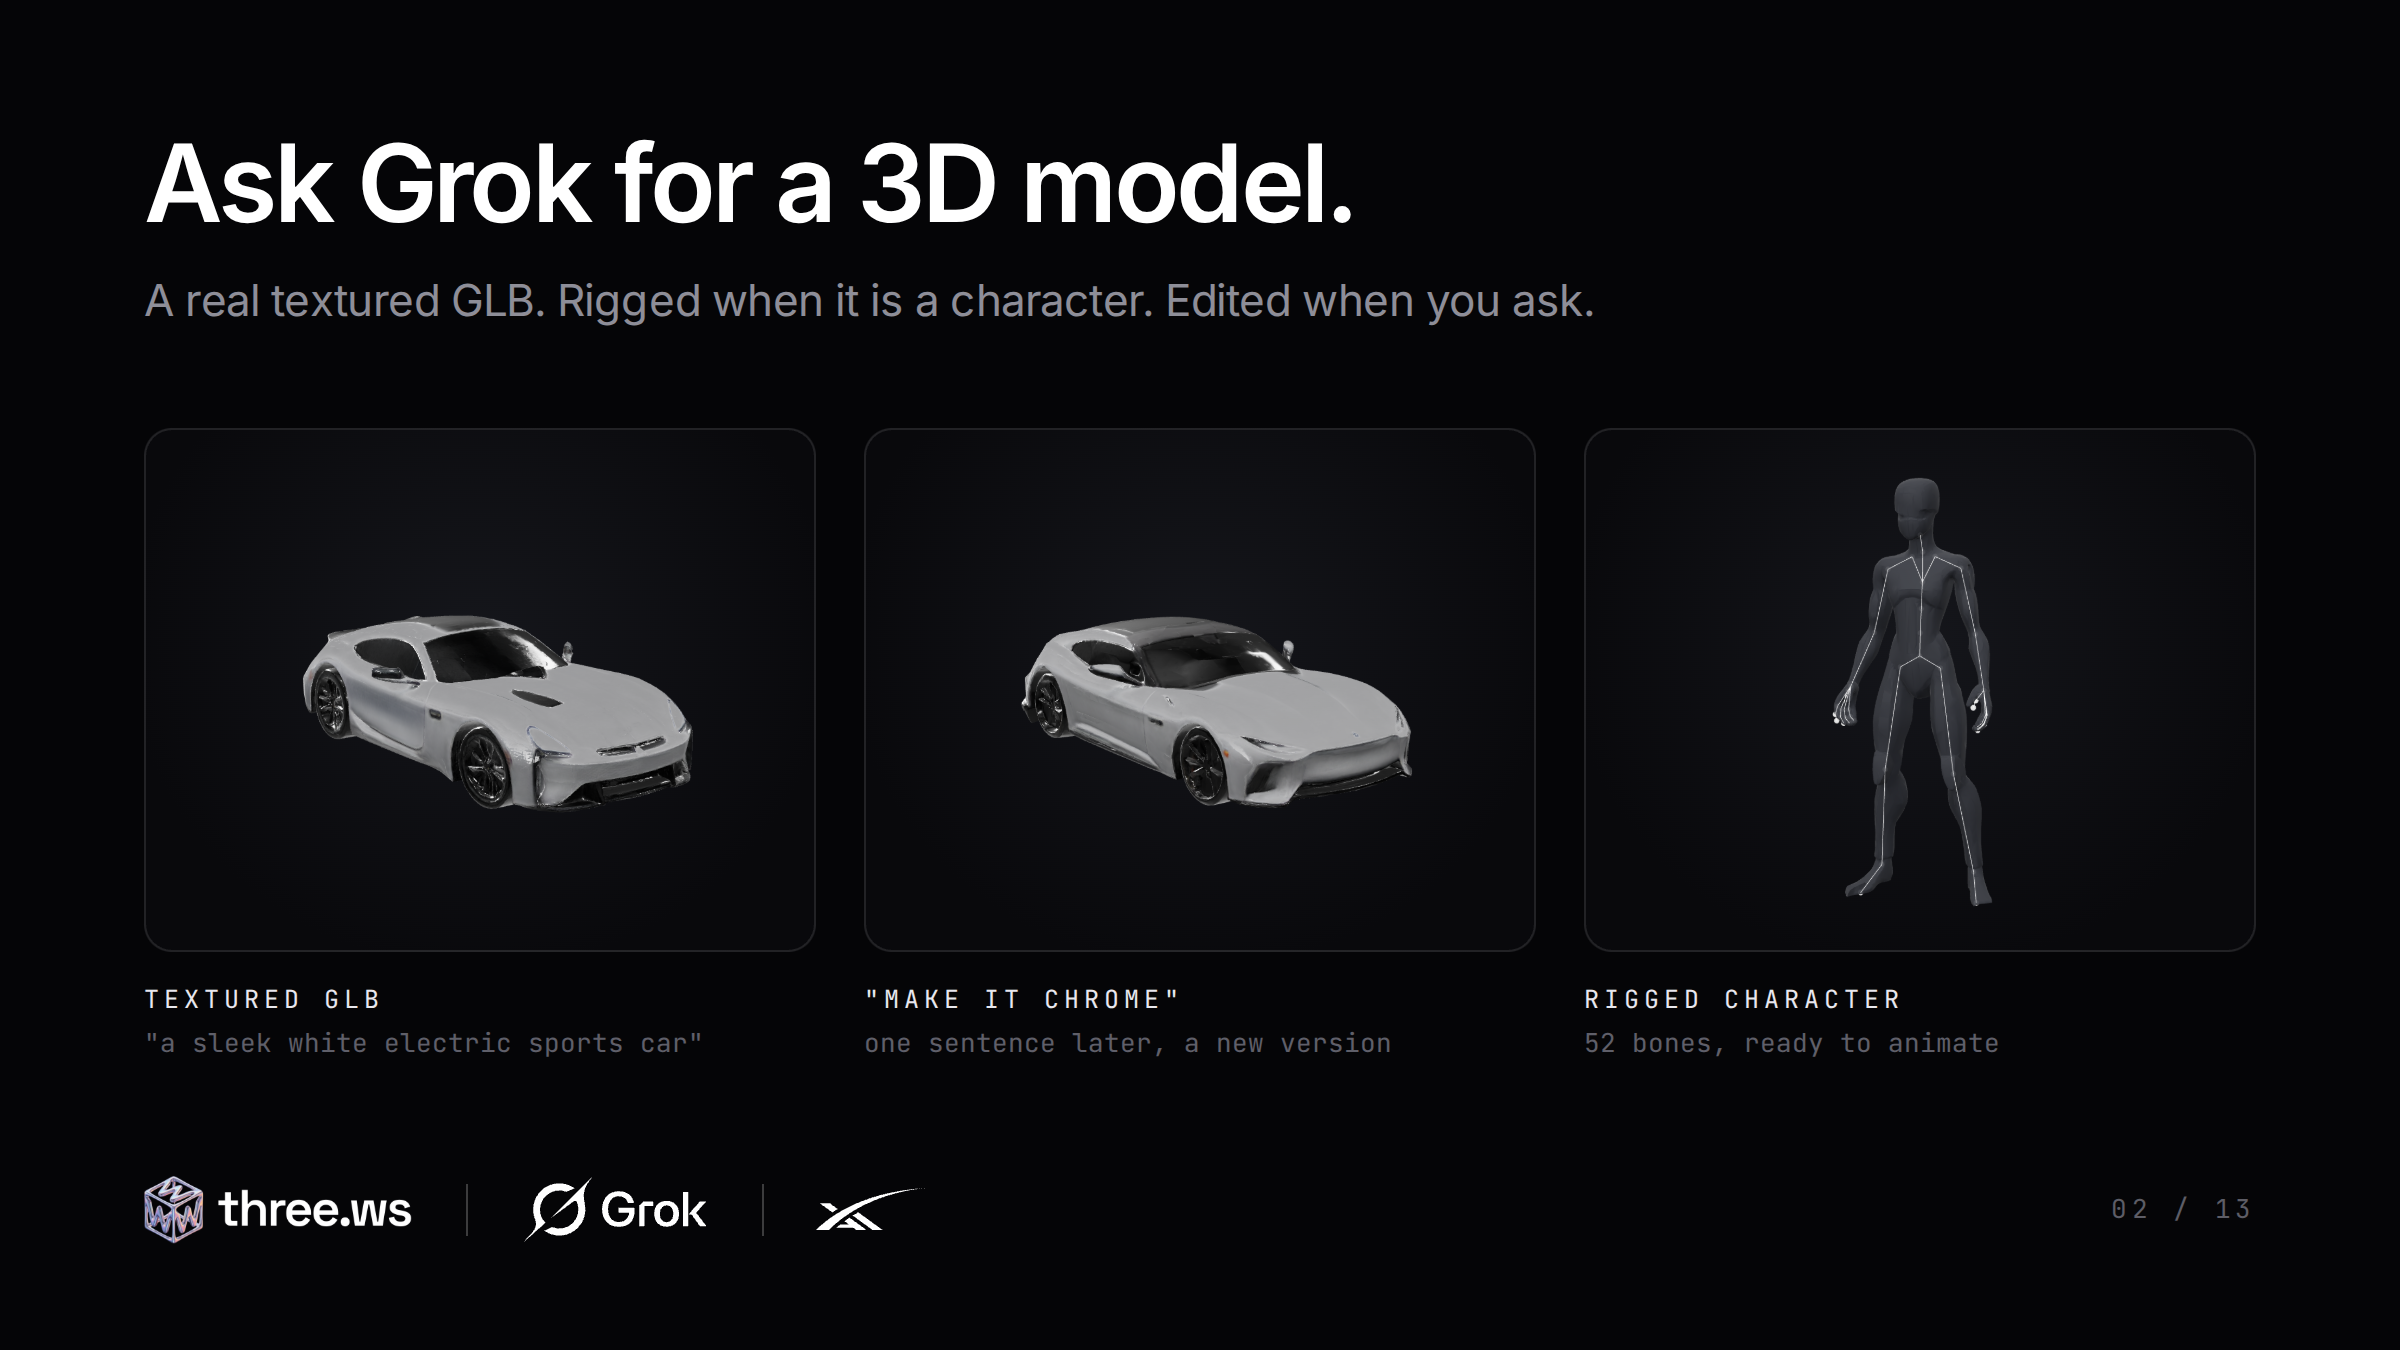 Ask Grok for a 3D model.
A real textured GLB. Rigged when it is a character. Edited when you ask.
TEXTURED GLB
"a sleek white electric sports car"
"MAKE IT CHROME"
one sentence later, a new version
RIGGED CHARACTER
52 bones, ready to animate
three.ws
Grok
02 / 13